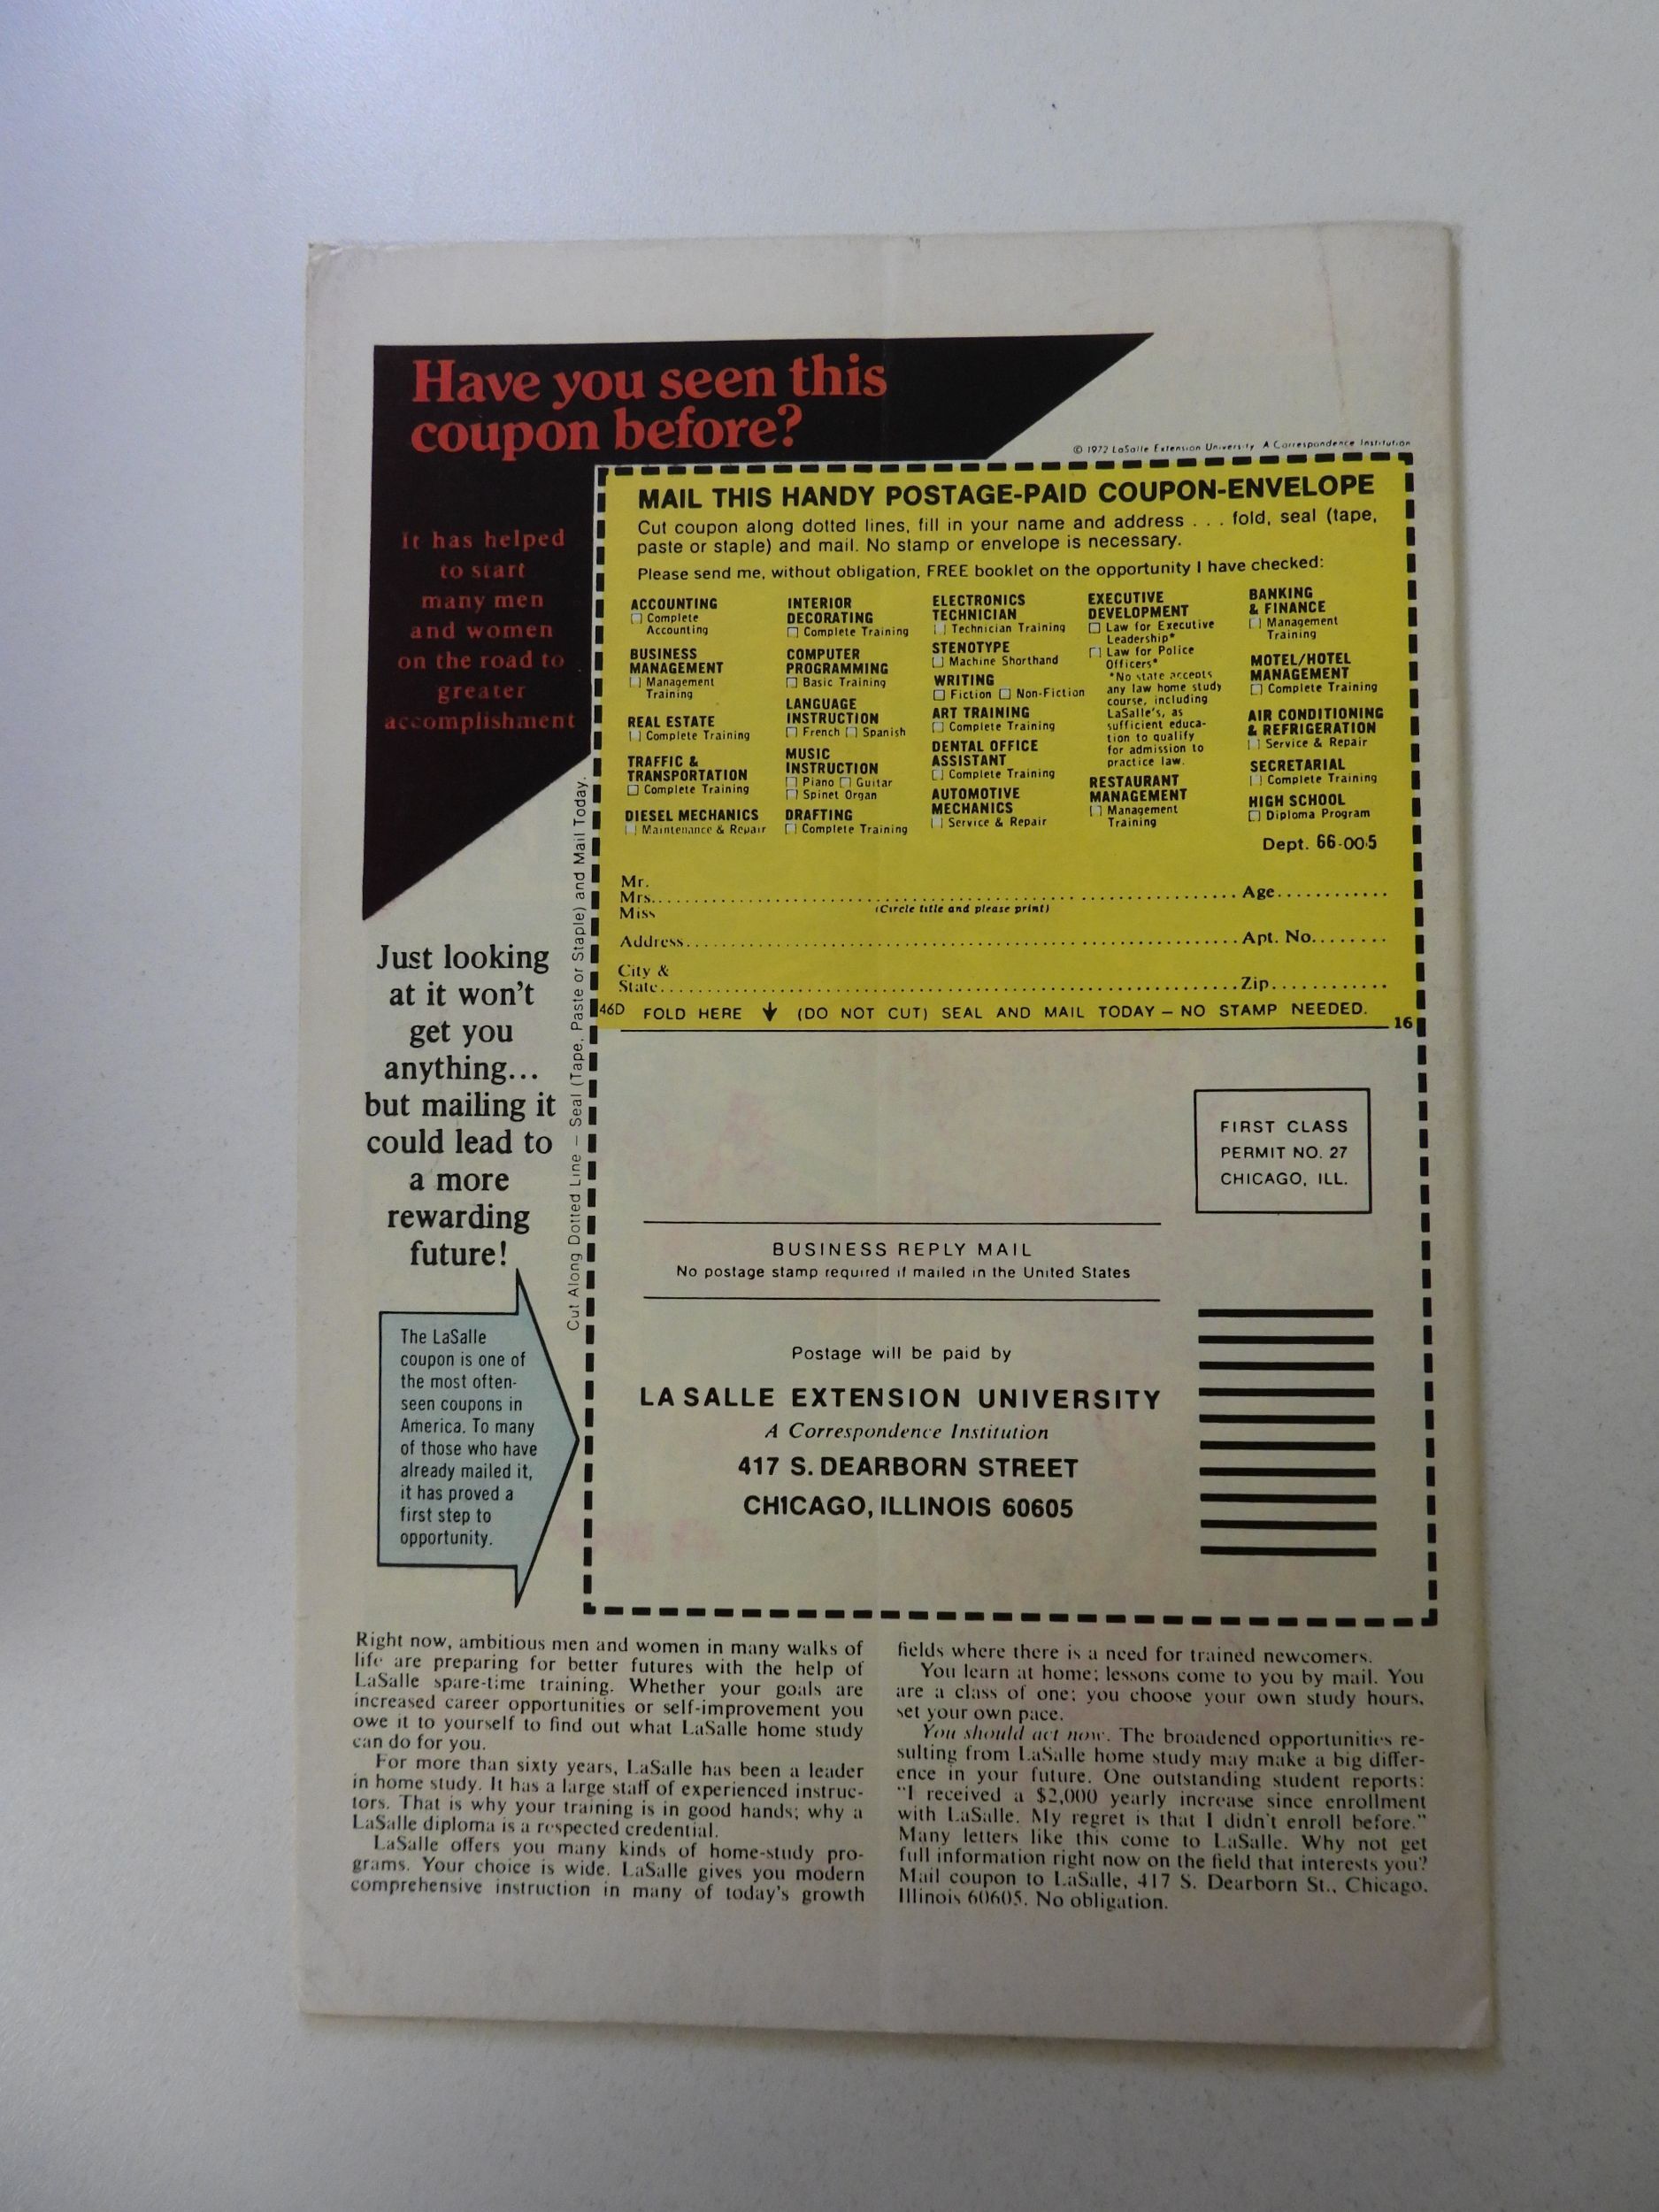 Have you seen this
coupon before?
It has helped
to start
many men
and women
on the road to
greater
accomplishment
© 1972 LaSalle Extension University A Correspondence Institution
MAIL THIS HANDY POSTAGE-PAID COUPON-ENVELOPE
Cut coupon along dotted lines, fill in your name and address . . . fold, seal (tape,
paste or staple) and mail. No stamp or envelope is necessary.
Please send me, without obligation, FREE booklet on the opportunity I have checked:
ACCOUNTING
Complete
Accounting
BUSINESS
MANAGEMENT
Management
Training
REAL ESTATE
Complete Training
TRAFFIC &
TRANSPORTATION
Complete Training
DIESEL MECHANICS
Maintenance & Repair
INTERIOR
DECORATING
Complete Training
COMPUTER
PROGRAMMING
Basic Training
LANGUAGE
INSTRUCTION
French Spanish
MUSIC
INSTRUCTION
Piano Guitar
Spinet Organ
DRAFTING
Complete Training
ELECTRONICS
TECHNICIAN
Technician Training
STENOTYPE
Machine Shorthand
WRITING
Fiction Non-Fiction
ART TRAINING
Complete Training
DENTAL OFFICE
ASSISTANT
Complete Training
AUTOMOTIVE
MECHANICS
Service & Repair
EXECUTIVE
DEVELOPMENT
Law for Executive
Leadership*
Law for Police
Officers*
*No state accepts
any law home study
course, including
LaSalle's, as
sufficient educa-
tion to qualify
for admission to
practice law.
RESTAURANT
MANAGEMENT
Management
Training
BANKING
& FINANCE
Management
Training
MOTEL/HOTEL
MANAGEMENT
Complete Training
AIR CONDITIONING
& REFRIGERATION
Service & Repair
SECRETARIAL
Complete Training
HIGH SCHOOL
Diploma Program
Dept. 66-005
Mr.
Mrs. Age
Miss (Circle title and please print)
Address Apt. No.
City &
State Zip
46D FOLD HERE (DO NOT CUT) SEAL AND MAIL TODAY – NO STAMP NEEDED.
16
Cut Along Dotted Line – Seal (Tape, Paste or Staple) and Mail Today.
Just looking
at it won't
get you
anything...
but mailing it
could lead to
a more
rewarding
future!
The LaSalle
coupon is one of
the most often-
seen coupons in
America. To many
of those who have
already mailed it,
it has proved a
first step to
opportunity.
FIRST CLASS
PERMIT NO. 27
CHICAGO, ILL.
BUSINESS REPLY MAIL
No postage stamp required if mailed in the United States
Postage will be paid by
LA SALLE EXTENSION UNIVERSITY
A Correspondence Institution
417 S. DEARBORN STREET
CHICAGO, ILLINOIS 60605
Right now, ambitious men and women in many walks of
life are preparing for better futures with the help of
LaSalle spare-time training. Whether your goals are
increased career opportunities or self-improvement you
owe it to yourself to find out what LaSalle home study
can do for you.
For more than sixty years, LaSalle has been a leader
in home study. It has a large staff of experienced instruc-
tors. That is why your training is in good hands; why a
LaSalle diploma is a respected credential.
LaSalle offers you many kinds of home-study pro-
grams. Your choice is wide. LaSalle gives you modern
comprehensive instruction in many of today's growth
fields where there is a need for trained newcomers.
You learn at home; lessons come to you by mail. You
are a class of one; you choose your own study hours,
set your own pace.
You should act now. The broadened opportunities re-
sulting from LaSalle home study may make a big differ-
ence in your future. One outstanding student reports:
"I received a $2,000 yearly increase since enrollment
with LaSalle. My regret is that I didn't enroll before."
Many letters like this come to LaSalle. Why not get
full information right now on the field that interests you?
Mail coupon to LaSalle, 417 S. Dearborn St., Chicago,
Illinois 60605. No obligation.